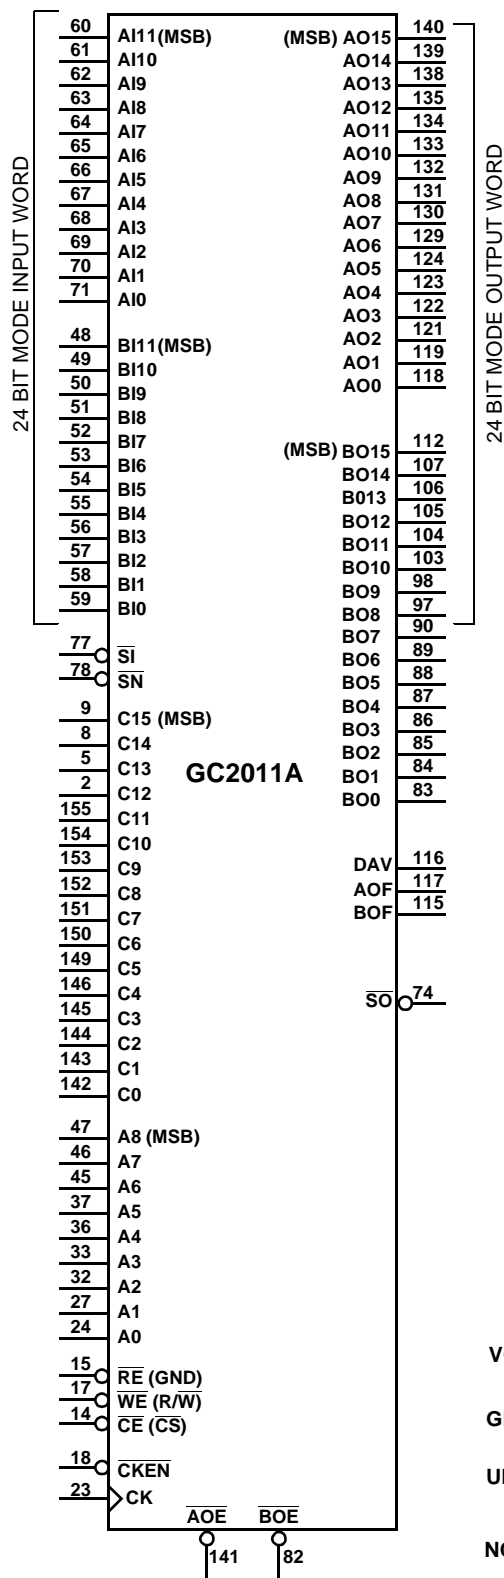 24 BIT MODE INPUT WORD
60 AI11(MSB)
61 AI10
62 AI9
63 AI8
64 AI7
65 AI6
66 AI5
67 AI4
68 AI3
69 AI2
70 AI1
71 AI0
48 BI11(MSB)
49 BI10
50 BI9
51 BI8
52 BI7
53 BI6
54 BI5
55 BI4
56 BI3
57 BI2
58 BI1
59 BI0
77 SI
78 SN
9 C15 (MSB)
8 C14
5 C13
2 C12
155 C11
154 C10
153 C9
152 C8
151 C7
150 C6
149 C5
146 C4
145 C3
144 C2
143 C1
142 C0
47 A8 (MSB)
46 A7
45 A6
37 A5
36 A4
33 A3
32 A2
27 A1
24 A0
15 RE (GND)
17 WE (R/W)
14 CE (CS)
18 CKEN
23 CK
GC2011A
(MSB) AO15 140
AO14 139
AO13 138
AO12 135
AO11 134
AO10 133
AO9 132
AO8 131
AO7 130
AO6 129
AO5 124
AO4 123
AO3 122
AO2 121
AO1 119
AO0 118
(MSB) BO15 112
BO14 107
B013 106
BO12 105
BO11 104
BO10 103
BO9 98
BO8 97
BO7 90
BO6 89
BO5 88
BO4 87
BO3 86
BO2 85
BO1 84
BO0 83
24 BIT MODE OUTPUT WORD
DAV 116
AOF 117
BOF 115
SO 74
AOE BOE
141 82
V
G
U
NC